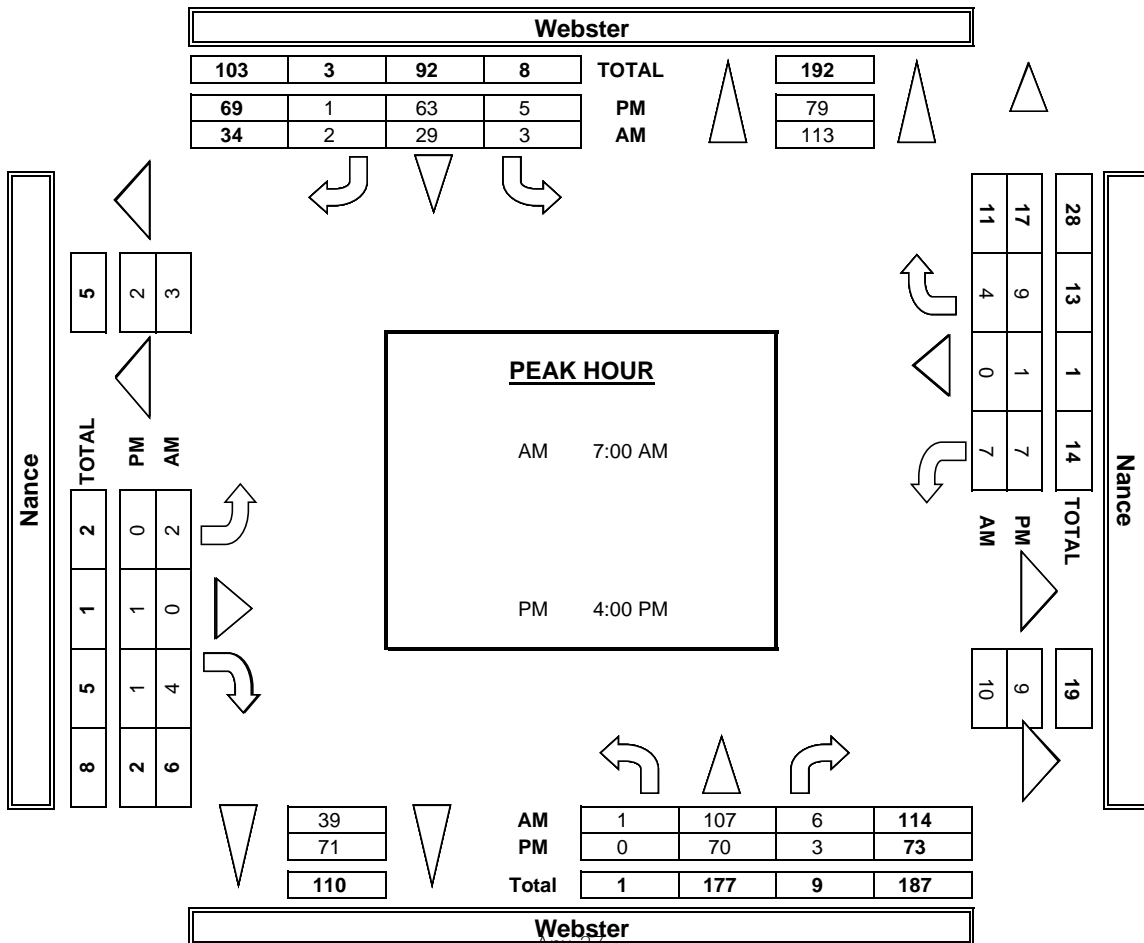 Webster
103 3 92 8 TOTAL 192
69 1 63 5 PM 79
34 2 29 3 AM 113
Nance
5 2 3
TOTAL PM AM
2 0 2
1 1 0
5 1 4
8 2 6
PEAK HOUR
AM 7:00 AM
PM 4:00 PM
11 17 28
4 9 13
0 1 1
7 7 14
AM PM TOTAL
10 9 19
Nance
39 AM 1 107 6 114
71 PM 0 70 3 73
110 Total 1 177 9 187
Webster